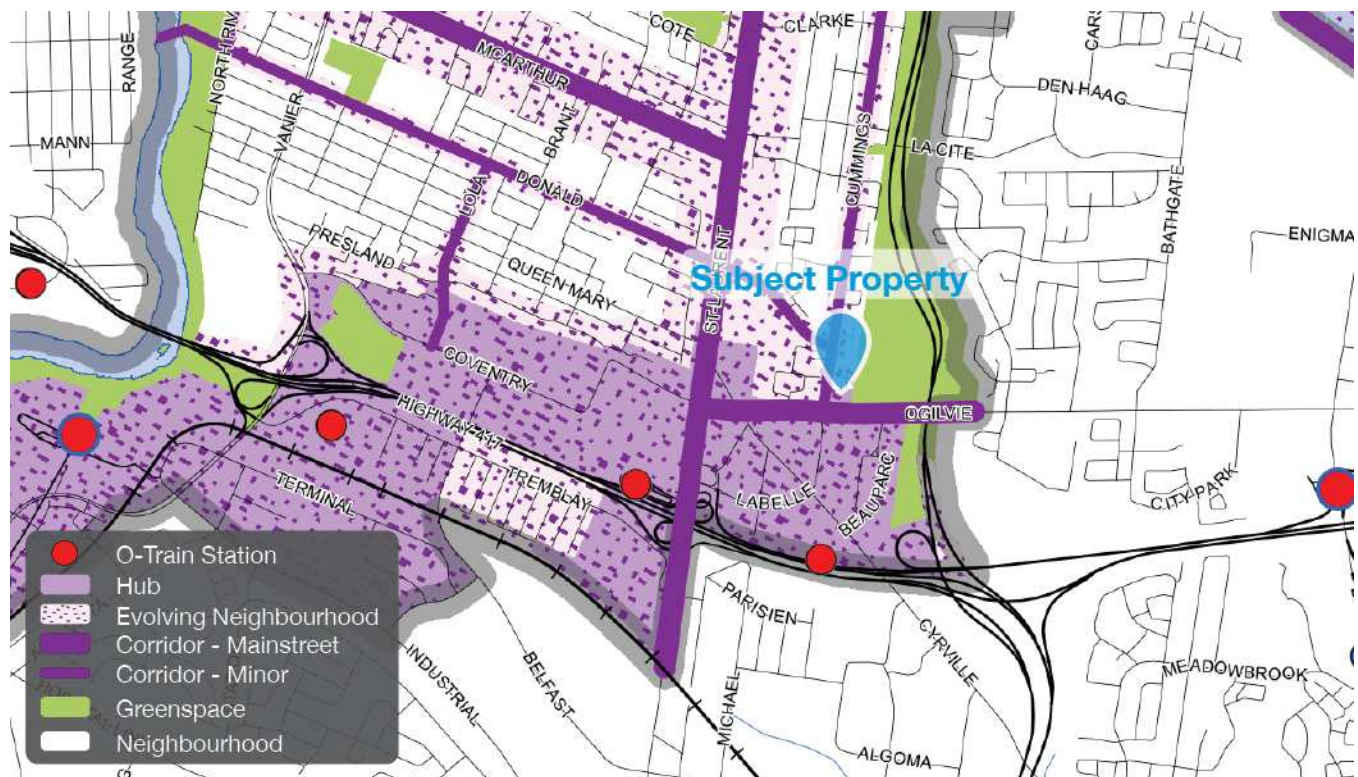 COTE
CLARKE
CARS
RANGE
NORTH RIV
VANIER
MCARTHUR
BRANT
CUMMINGS
DEN HAAG
MANN
LA CITE
BATHGATE
LOLA
DONALD
ENIGMA
PRESLAND
QUEEN MARY
ST-LAURENT
Subject Property
COVENTRY
OGILVIE
HIGHWAY 417
TREMBLAY
TERMINAL
LABELLE
BEAUPARC
CITY PARK
O-Train Station
Hub
Evolving Neighbourhood
Corridor - Mainstreet
Corridor - Minor
Greenspace
Neighbourhood
INDUSTRIAL
BELFAST
MICHAEL
PARISIEN
CYRVILLE
MEADOWBROOK
ALGOMA